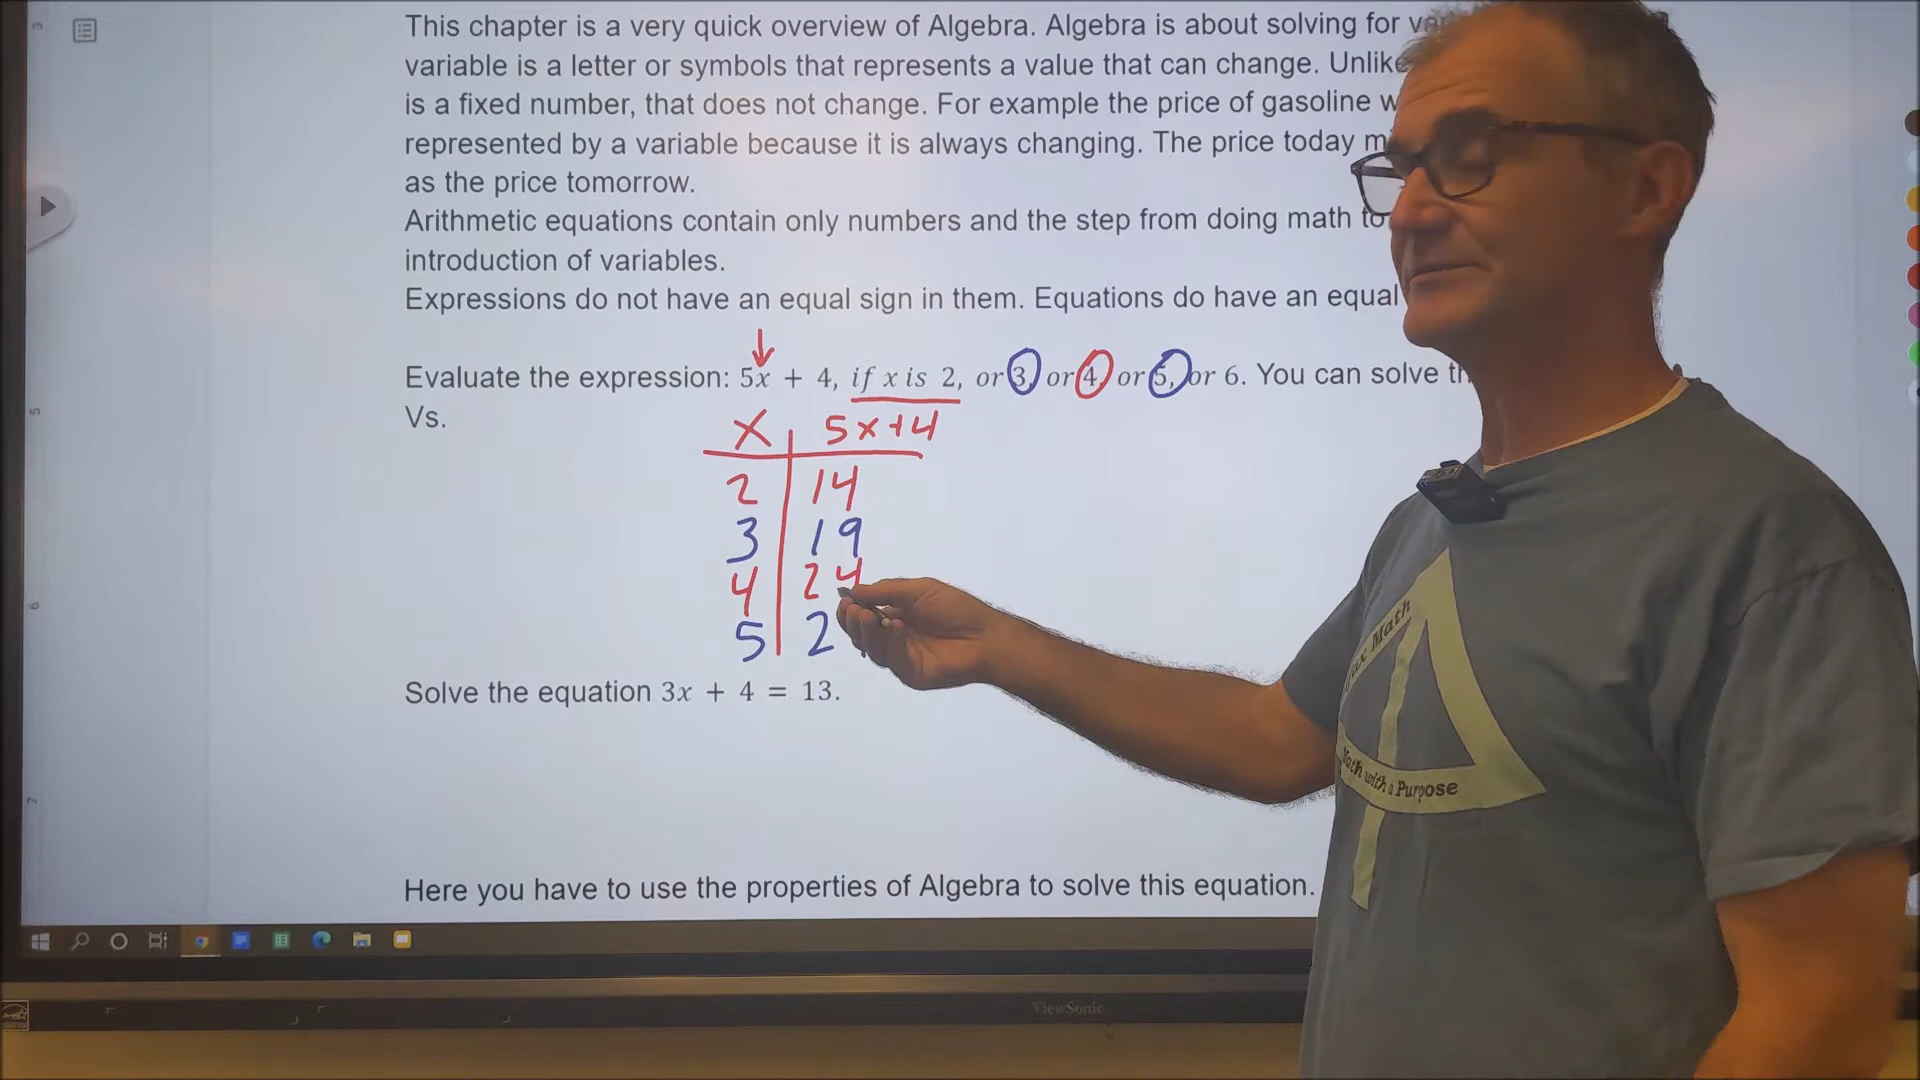 This chapter is a very quick overview of Algebra. Algebra is about solving for
variable is a letter or symbols that represents a value that can change. Unlike
is a fixed number, that does not change. For example the price of gasoline
represented by a variable because it is always changing. The price today
as the price tomorrow.
Arithmetic equations contain only numbers and the step from doing math to
introduction of variables.
Expressions do not have an equal sign in them. Equations do have an equal
Evaluate the expression: 5x + 4, if x is 2, or 3, or 4, or 5, or 6. You can solve
Vs.
x 5x+4
2 14
3 19
4 24
5 2
Solve the equation 3x + 4 = 13.
Here you have to use the properties of Algebra to solve this equation.
Math
Math with a Purpose
ViewSonic
3
5
6
7